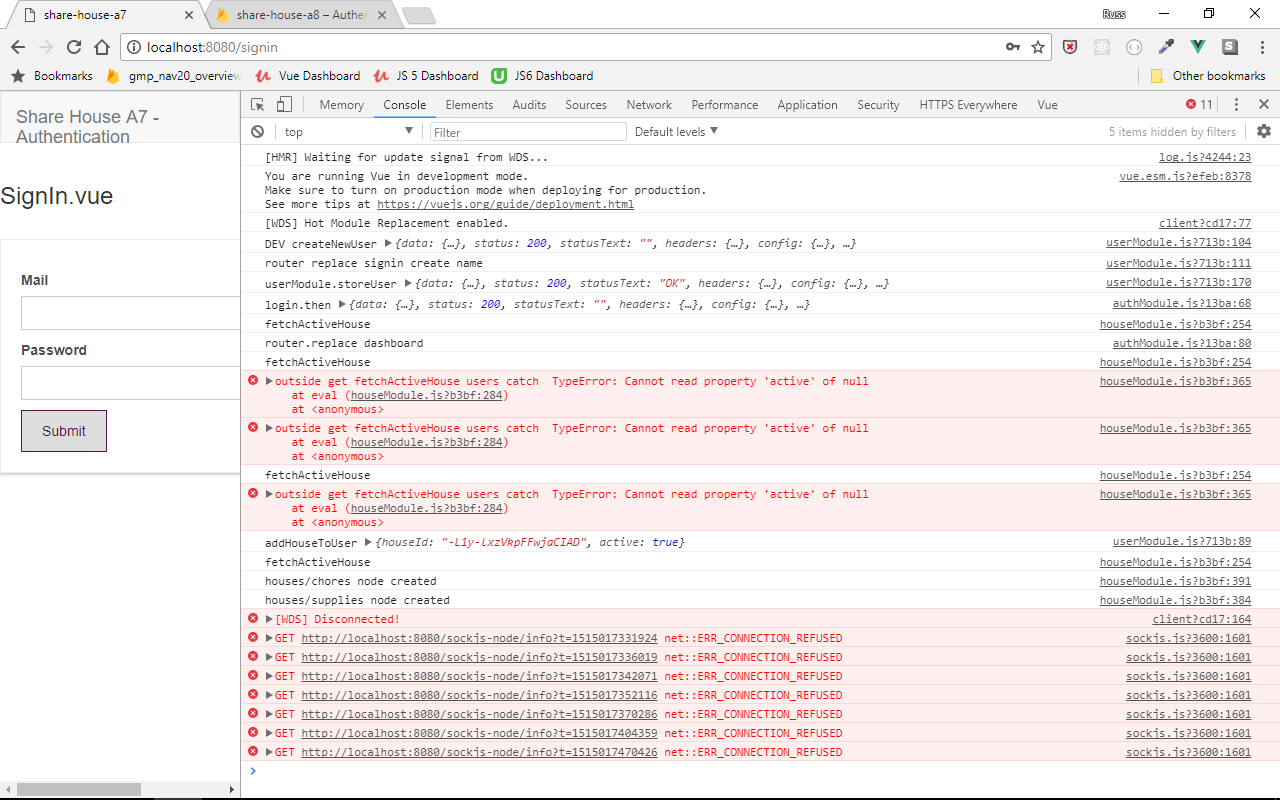 share-house-a7
share-house-a8 – Authen
Russ
localhost:8080/signin
Bookmarks
gmp_nav20_overview
Vue Dashboard
JS 5 Dashboard
JS6 Dashboard
Other bookmarks
Share House A7 -
Authentication
SignIn.vue
Mail
Password
Submit
Memory Console Elements Audits Sources Network Performance Application Security HTTPS Everywhere Vue 11
top Filter Default levels 5 items hidden by filters
[HMR] Waiting for update signal from WDS... log.js?4244:23
You are running Vue in development mode. vue.esm.js?efeb:8378
Make sure to turn on production mode when deploying for production.
See more tips at https://vuejs.org/guide/deployment.html
[WDS] Hot Module Replacement enabled. client?cd17:77
DEV createNewUser {data: {…}, status: 200, statusText: "", headers: {…}, config: {…}, …} userModule.js?713b:104
router replace signin create name userModule.js?713b:111
userModule.storeUser {data: {…}, status: 200, statusText: "OK", headers: {…}, config: {…}, …} userModule.js?713b:170
login.then {data: {…}, status: 200, statusText: "", headers: {…}, config: {…}, …} authModule.js?13ba:68
fetchActiveHouse houseModule.js?b3bf:254
router.replace dashboard authModule.js?13ba:80
fetchActiveHouse houseModule.js?b3bf:254
outside get fetchActiveHouse users catch TypeError: Cannot read property 'active' of null houseModule.js?b3bf:365
at eval (houseModule.js?b3bf:284)
at <anonymous>
outside get fetchActiveHouse users catch TypeError: Cannot read property 'active' of null houseModule.js?b3bf:365
at eval (houseModule.js?b3bf:284)
at <anonymous>
fetchActiveHouse houseModule.js?b3bf:254
outside get fetchActiveHouse users catch TypeError: Cannot read property 'active' of null houseModule.js?b3bf:365
at eval (houseModule.js?b3bf:284)
at <anonymous>
addHouseToUser {houseId: "-L1y-lxzVkpFFwjaCIAD", active: true} userModule.js?713b:89
fetchActiveHouse houseModule.js?b3bf:254
houses/chores node created houseModule.js?b3bf:391
houses/supplies node created houseModule.js?b3bf:384
[WDS] Disconnected! client?cd17:164
GET http://localhost:8080/sockjs-node/info?t=1515017331924 net::ERR_CONNECTION_REFUSED sockjs.js?3600:1601
GET http://localhost:8080/sockjs-node/info?t=1515017336019 net::ERR_CONNECTION_REFUSED sockjs.js?3600:1601
GET http://localhost:8080/sockjs-node/info?t=1515017342071 net::ERR_CONNECTION_REFUSED sockjs.js?3600:1601
GET http://localhost:8080/sockjs-node/info?t=1515017352116 net::ERR_CONNECTION_REFUSED sockjs.js?3600:1601
GET http://localhost:8080/sockjs-node/info?t=1515017370286 net::ERR_CONNECTION_REFUSED sockjs.js?3600:1601
GET http://localhost:8080/sockjs-node/info?t=1515017404359 net::ERR_CONNECTION_REFUSED sockjs.js?3600:1601
GET http://localhost:8080/sockjs-node/info?t=1515017470426 net::ERR_CONNECTION_REFUSED sockjs.js?3600:1601